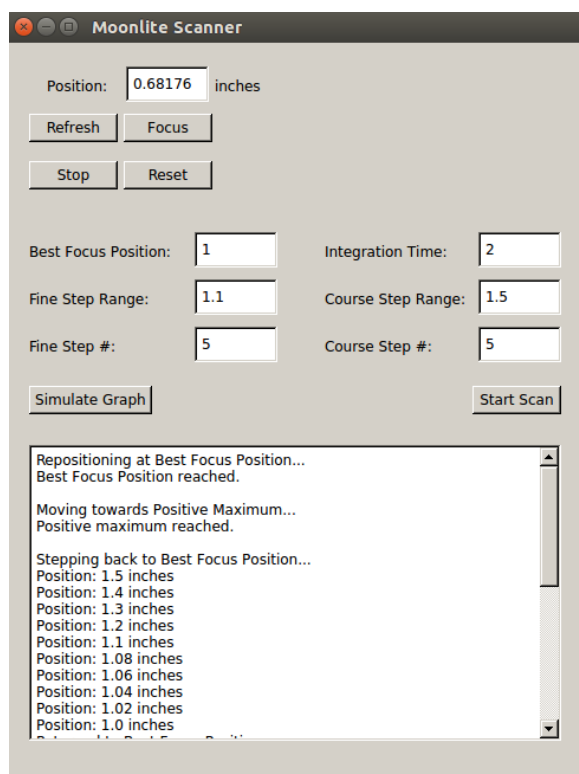 Moonlite Scanner
Position: 0.68176 inches
Refresh Focus
Stop Reset
Best Focus Position: 1 Integration Time: 2
Fine Step Range: 1.1 Course Step Range: 1.5
Fine Step #: 5 Course Step #: 5
Simulate Graph Start Scan
Repositioning at Best Focus Position...
Best Focus Position reached.
Moving towards Positive Maximum...
Positive maximum reached.
Stepping back to Best Focus Position...
Position: 1.5 inches
Position: 1.4 inches
Position: 1.3 inches
Position: 1.2 inches
Position: 1.1 inches
Position: 1.08 inches
Position: 1.06 inches
Position: 1.04 inches
Position: 1.02 inches
Position: 1.0 inches